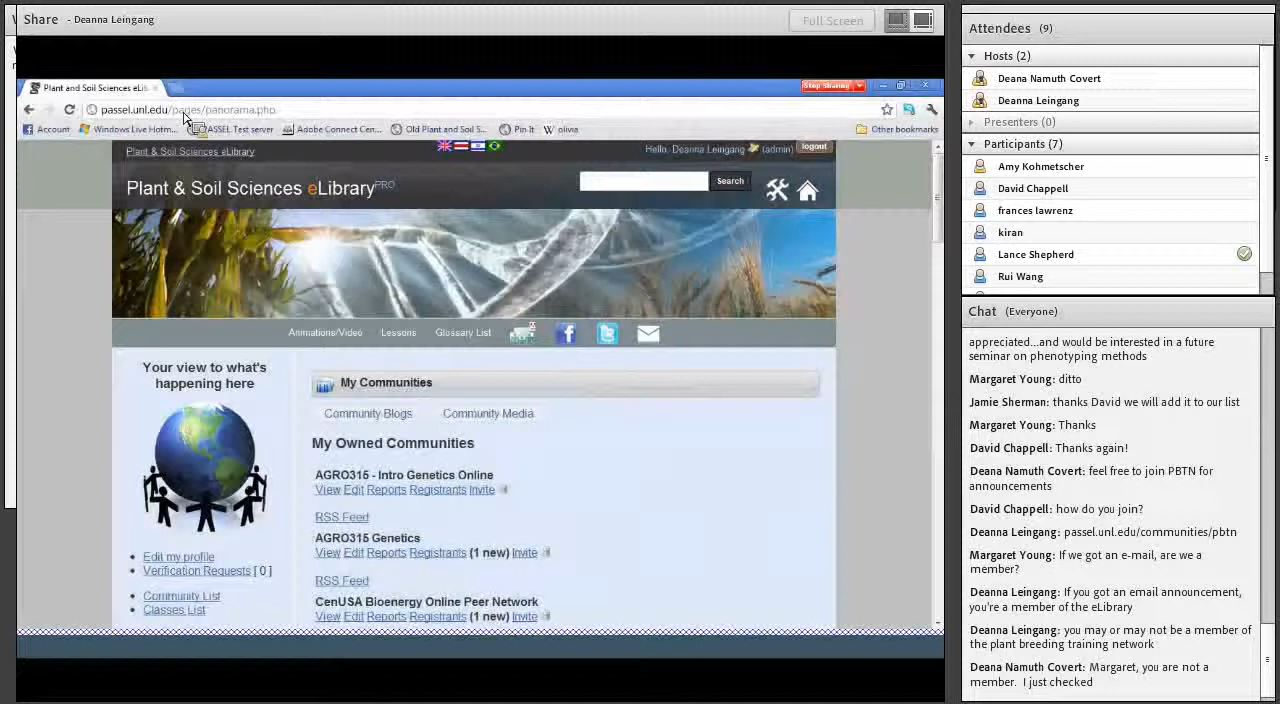 Share - Deanna Leingang
Full Screen
Plant and Soil Sciences eLib
Stop Sharing
passel.unl.edu/pages/panorama.php
Account Windows Live Hotm... PASSEL Test server Adobe Connect Cen... Old Plant and Soil S... Pin It olivia Other bookmarks
Plant & Soil Sciences eLibrary
Hello, Deanna Leingang (admin) logout
Plant & Soil Sciences eLibraryPRO
Search
Animations/Video Lessons Glossary List
Your view to what's
happening here
Edit my profile
Verification Requests [ 0 ]
Community List
Classes List
My Communities
Community Blogs Community Media
My Owned Communities
AGRO315 - Intro Genetics Online
View Edit Reports Registrants Invite
RSS Feed
AGRO315 Genetics
View Edit Reports Registrants (1 new) Invite
RSS Feed
CenUSA Bioenergy Online Peer Network
View Edit Reports Registrants (1 new) Invite
Attendees (9)
Hosts (2)
Deana Namuth Covert
Deanna Leingang
Presenters (0)
Participants (7)
Amy Kohmetscher
David Chappell
frances lawrenz
kiran
Lance Shepherd
Rui Wang
Chat (Everyone)
appreciated...and would be interested in a future
seminar on phenotyping methods
Margaret Young: ditto
Jamie Sherman: thanks David we will add it to our list
Margaret Young: Thanks
David Chappell: Thanks again!
Deana Namuth Covert: feel free to join PBTN for
announcements
David Chappell: how do you join?
Deanna Leingang: passel.unl.edu/communities/pbtn
Margaret Young: If we got an e-mail, are we a
member?
Deanna Leingang: If you got an email announcement,
you're a member of the eLibrary
Deanna Leingang: you may or may not be a member of
the plant breeding training network
Deana Namuth Covert: Margaret, you are not a
member. I just checked